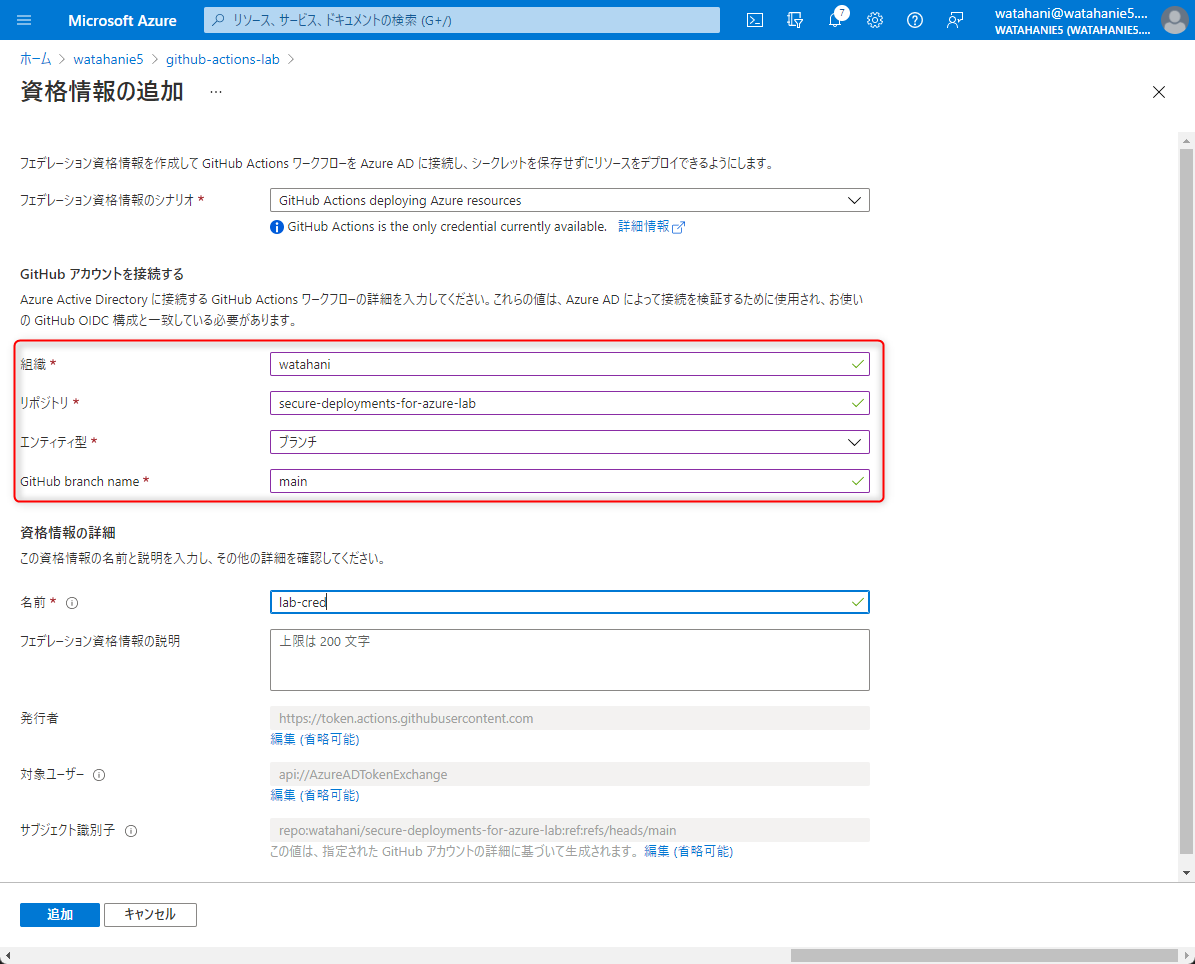 Microsoft Azure
リソース、サービス、ドキュメントの検索 (G+/)
7
watahani@watahanie5....
WATAHANIE5 (WATAHANIE5....
ホーム > watahanie5 > github-actions-lab >
資格情報の追加 ...
フェデレーション資格情報を作成して GitHub Actions ワークフローを Azure AD に接続し、シークレットを保存せずにリソースをデプロイできるようにします。
フェデレーション資格情報のシナリオ *
GitHub Actions deploying Azure resources
GitHub Actions is the only credential currently available. 詳細情報
GitHub アカウントを接続する
Azure Active Directory に接続する GitHub Actions ワークフローの詳細を入力してください。これらの値は、Azure AD によって接続を検証するために使用され、お使い
の GitHub OIDC 構成と一致している必要があります。
組織 *
watahani
リポジトリ *
secure-deployments-for-azure-lab
エンティティ型 *
ブランチ
GitHub branch name *
main
資格情報の詳細
この資格情報の名前と説明を入力し、その他の詳細を確認してください。
名前 *
lab-cred
フェデレーション資格情報の説明
上限は 200 文字
発行者
https://token.actions.githubusercontent.com
編集 (省略可能)
対象ユーザー
api://AzureADTokenExchange
編集 (省略可能)
サブジェクト識別子
repo:watahani/secure-deployments-for-azure-lab:ref:refs/heads/main
この値は、指定された GitHub アカウントの詳細に基づいて生成されます。 編集 (省略可能)
追加
キャンセル